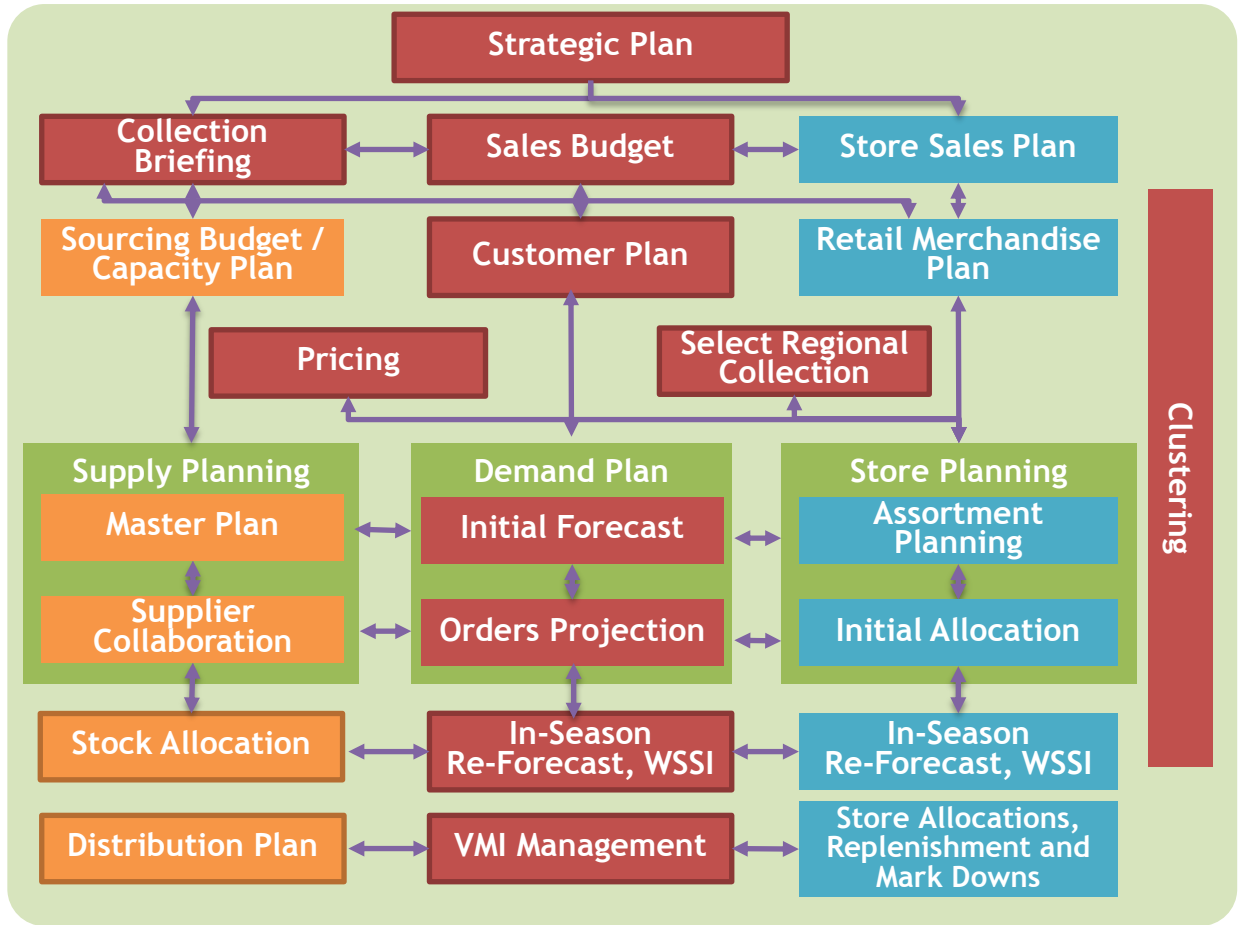 Strategic Plan
Collection
Briefing
Sales Budget
Store Sales Plan
Sourcing Budget /
Capacity Plan
Customer Plan
Retail Merchandise
Plan
Pricing
Select Regional
Collection
Clustering
Supply Planning
Demand Plan
Store Planning
Master Plan
Initial Forecast
Assortment
Planning
Supplier
Collaboration
Orders Projection
Initial Allocation
Stock Allocation
In-Season
Re-Forecast, WSSI
In-Season
Re-Forecast, WSSI
Distribution Plan
VMI Management
Store Allocations,
Replenishment and
Mark Downs